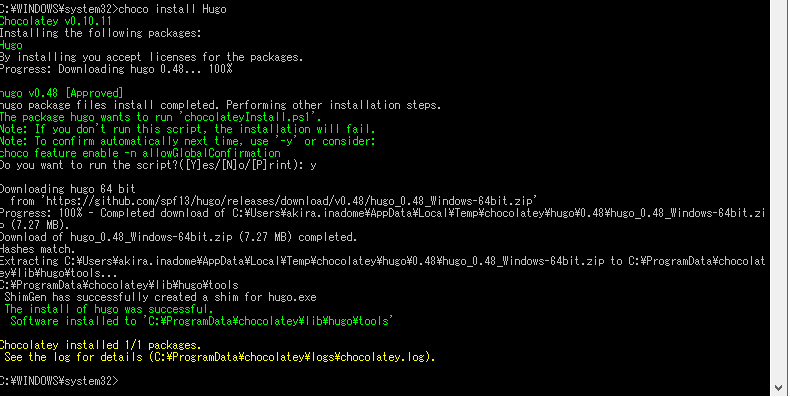 C:¥WINDOWS¥system32>choco install Hugo
Chocolatey v0.10.11
Installing the following packages:
Hugo
By installing you accept licenses for the packages.
Progress: Downloading hugo 0.48... 100%
hugo v0.48 [Approved]
hugo package files install completed. Performing other installation steps.
The package hugo wants to run 'chocolateyInstall.ps1'.
Note: If you don't run this script, the installation will fail.
Note: To confirm automatically next time, use '-y' or consider:
choco feature enable -n allowGlobalConfirmation
Do you want to run the script?([Y]es/[N]o/[P]rint): y
Downloading hugo 64 bit
  from 'https://github.com/spf13/hugo/releases/download/v0.48/hugo_0.48_Windows-64bit.zip'
Progress: 100% - Completed download of C:¥Users¥akira.inadome¥AppData¥Local¥Temp¥chocolatey¥hugo¥0.48¥hugo_0.48_Windows-64bit.zi
p (7.27 MB).
Download of hugo_0.48_Windows-64bit.zip (7.27 MB) completed.
Hashes match.
Extracting C:¥Users¥akira.inadome¥AppData¥Local¥Temp¥chocolatey¥hugo¥0.48¥hugo_0.48_Windows-64bit.zip to C:¥ProgramData¥chocolat
ey¥lib¥hugo¥tools...
C:¥ProgramData¥chocolatey¥lib¥hugo¥tools
 ShimGen has successfully created a shim for hugo.exe
 The install of hugo was successful.
  Software installed to 'C:¥ProgramData¥chocolatey¥lib¥hugo¥tools'
Chocolatey installed 1/1 packages.
 See the log for details (C:¥ProgramData¥chocolatey¥logs¥chocolatey.log).
C:¥WINDOWS¥system32>